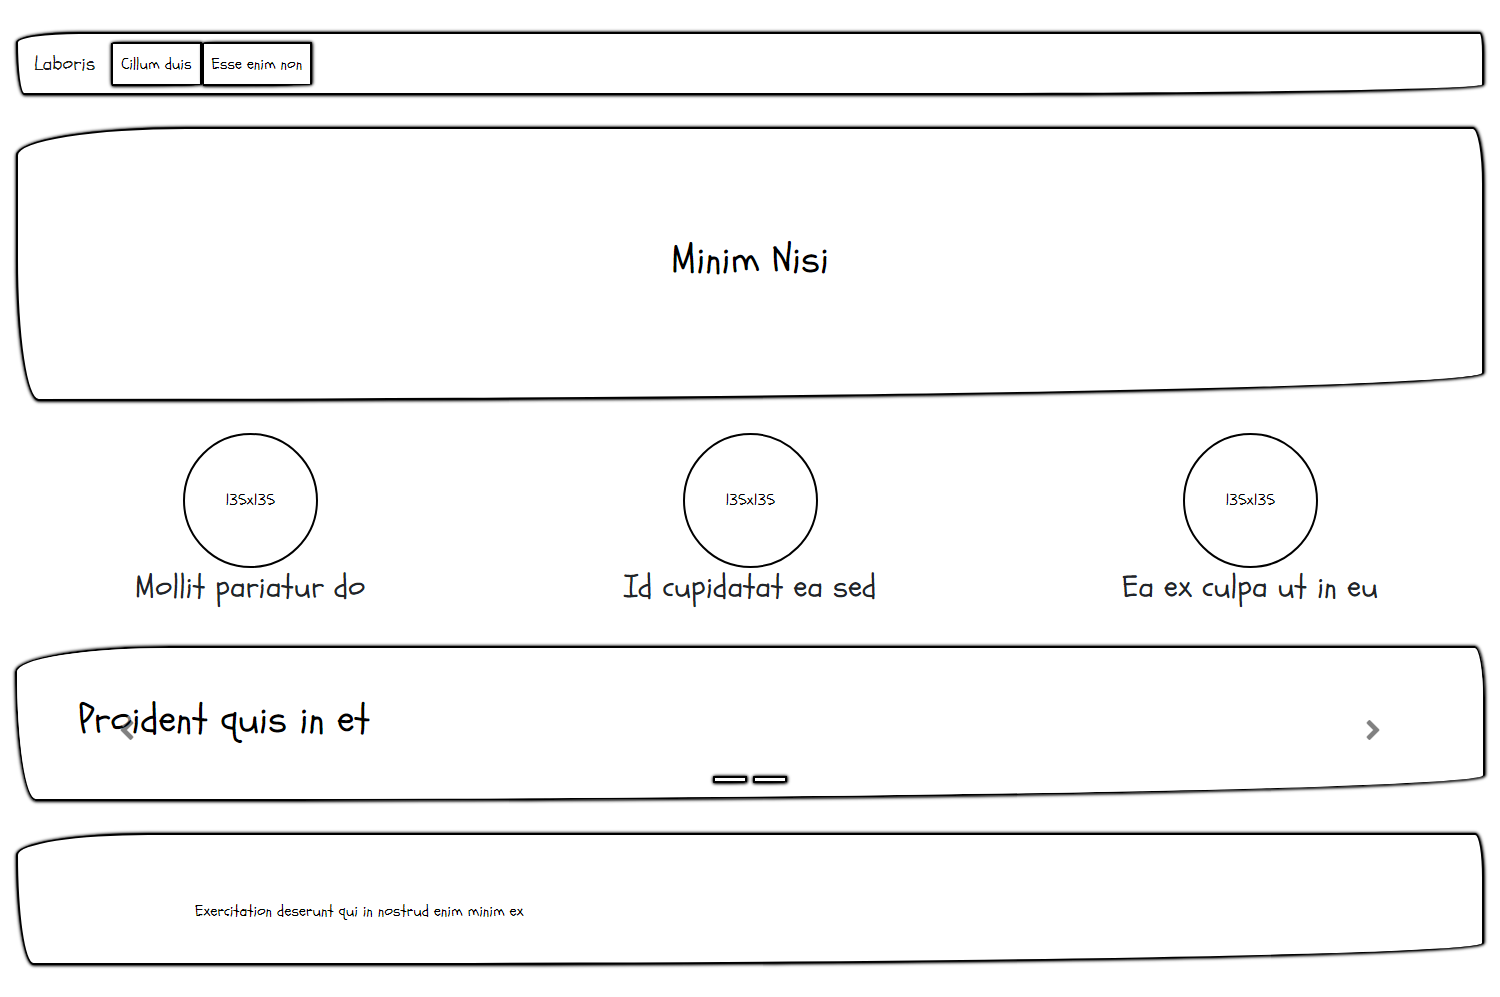 Laboris Cillum duis Esse enim non
Minim Nisi
135x135 135x135 135x135
Mollit pariatur do Id cupidatat ea sed Ea ex culpa ut in eu
Proident quis in et
Exercitation deserunt qui in nostrud enim minim ex